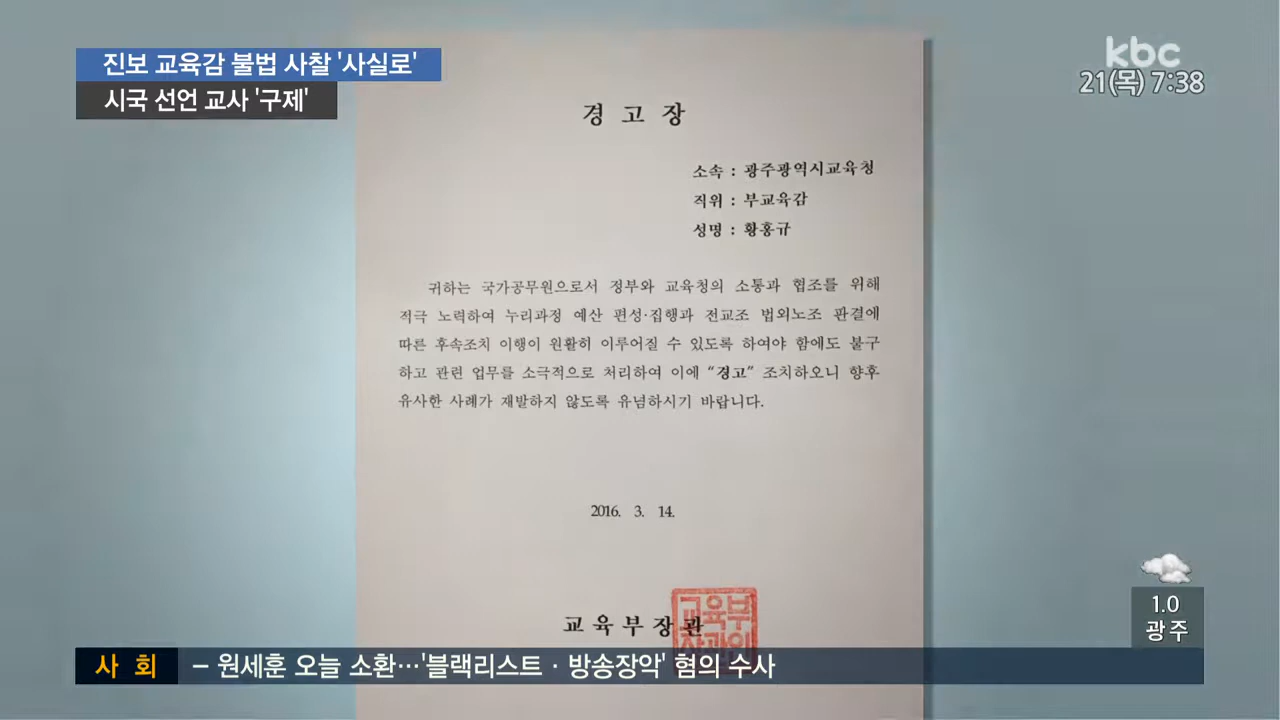 진보 교육감 불법 사찰 '사실로'
시국 선언 교사 '구제'
kbc
21(목) 7:38
경 고 장
소속 : 광주광역시교육청
직위 : 부교육감
성명 : 황홍규
귀하는 국가공무원으로서 정부와 교육청의 소통과 협조를 위해
적극 노력하여 누리과정 예산 편성·집행과 전교조 법외노조 판결에
따른 후속조치 이행이 원활히 이루어질 수 있도록 하여야 함에도 불구
하고 관련 업무를 소극적으로 처리하여 이에 “경고” 조치하오니 향후
유사한 사례가 재발하지 않도록 유념하시기 바랍니다.
2016. 3. 14.
교 육 부 장 관
교육부
장관인
1.0
광주
사 회
– 원세훈 오늘 소환…'블랙리스트 · 방송장악' 혐의 수사